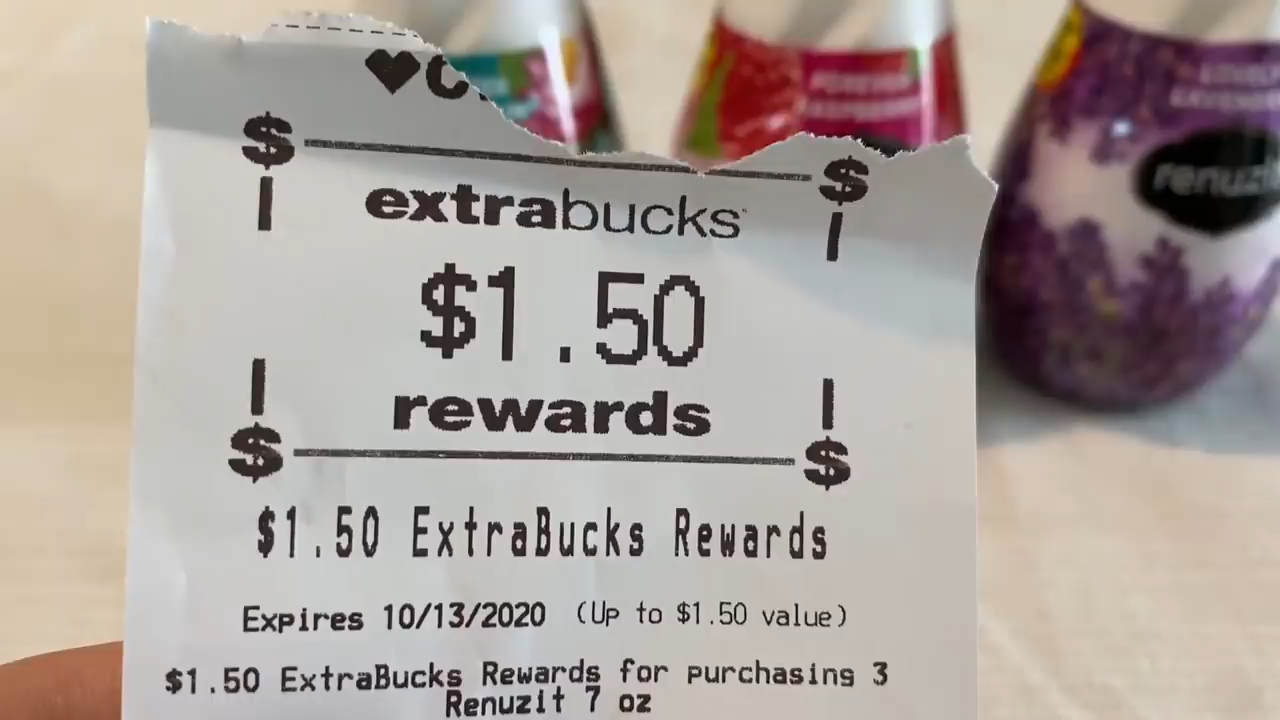 extrabucks
$1.50
rewards
$1.50 ExtraBucks Rewards
Expires 10/13/2020 (Up to $1.50 value)
$1.50 ExtraBucks Rewards for purchasing 3
Renuzit 7 oz